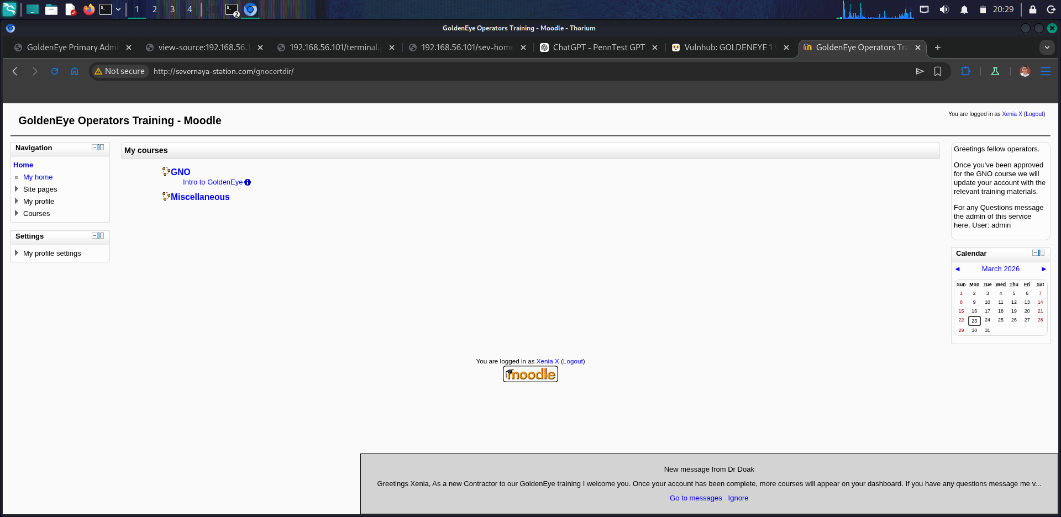 1 2 3 4
2
20:29
GoldenEye Operators Training - Moodle - Thorium
GoldenEye Primary Admi
view-source:192.168.56.1
192.168.56.101/terminal.
192.168.56.101/sev-home
ChatGPT - PennTest GPT
Vulnhub: GOLDENEYE 1 W
GoldenEye Operators Tra
Not secure
http://severnaya-station.com/gnocertdir/
GoldenEye Operators Training - Moodle
You are logged in as Xenia X (Logout)
Navigation
Home
My home
Site pages
My profile
Courses
Settings
My profile settings
My courses
GNO
Intro to GoldenEye
Miscellaneous
Greetings fellow operators.
Once you've been approved
for the GNO course we will
update your account with the
relevant training materials.
For any Questions message
the admin of this service
here. User: admin
Calendar
◄ March 2026 ►
Sun Mon Tue Wed Thu Fri Sat
1 2 3 4 5 6 7
8 9 10 11 12 13 14
15 16 17 18 19 20 21
22 23 24 25 26 27 28
29 30 31
You are logged in as Xenia X (Logout)
moodle
New message from Dr Doak
Greetings Xenia, As a new Contractor to our GoldenEye training I welcome you. Once your account has been complete, more courses will appear on your dashboard. If you have any questions message me v...
Go to messages Ignore